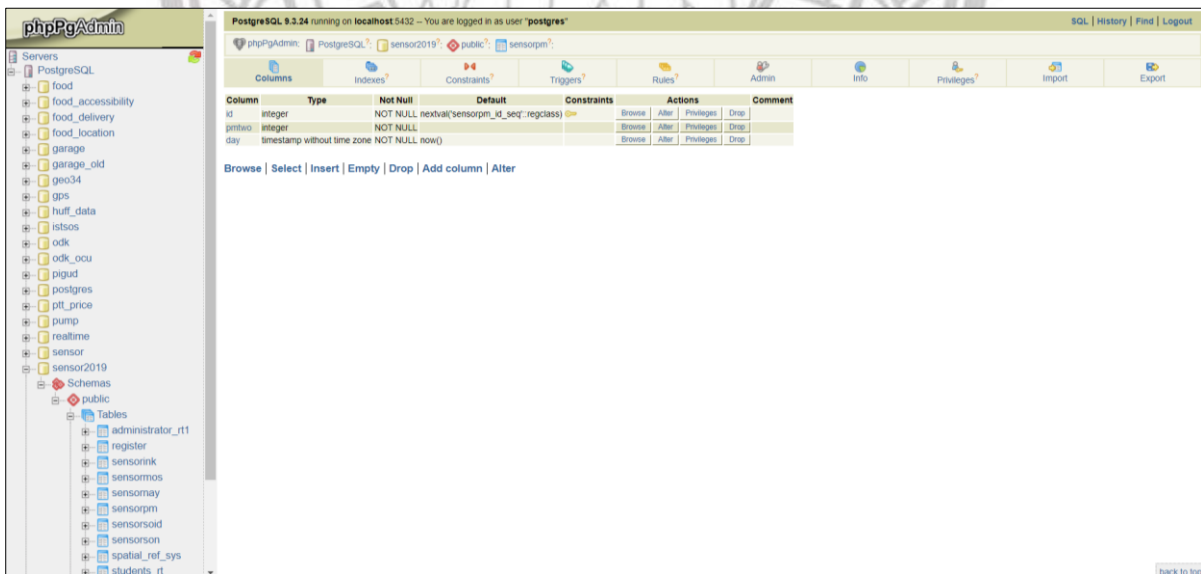 phpPgAdmin
PostgreSQL 9.3.24 running on localhost:5432 -- You are logged in as user "postgres"
SQL | History | Find | Logout
phpPgAdmin: PostgreSQL?: sensor2019?: public?: sensorpm?:
Columns Indexes? Constraints? Triggers? Rules? Admin Info Privileges? Import Export
Column Type Not Null Default Constraints Actions Comment
id integer NOT NULL nextval('sensorpm_id_seq'::regclass) Browse Alter Privileges Drop
pmtwo integer NOT NULL Browse Alter Privileges Drop
day timestamp without time zone NOT NULL now() Browse Alter Privileges Drop
Browse | Select | Insert | Empty | Drop | Add column | Alter
Servers
PostgreSQL
food
food_accessibility
food_delivery
food_location
garage
garage_old
geo34
gps
huff_data
istsos
odk
odk_ocu
pigud
postgres
ptt_price
pump
realtime
sensor
sensor2019
Schemas
public
Tables
administrator_rt1
register
sensorink
sensormos
sensornay
sensorpm
sensorsoid
sensorson
spatial_ref_sys
students_rt
back to top